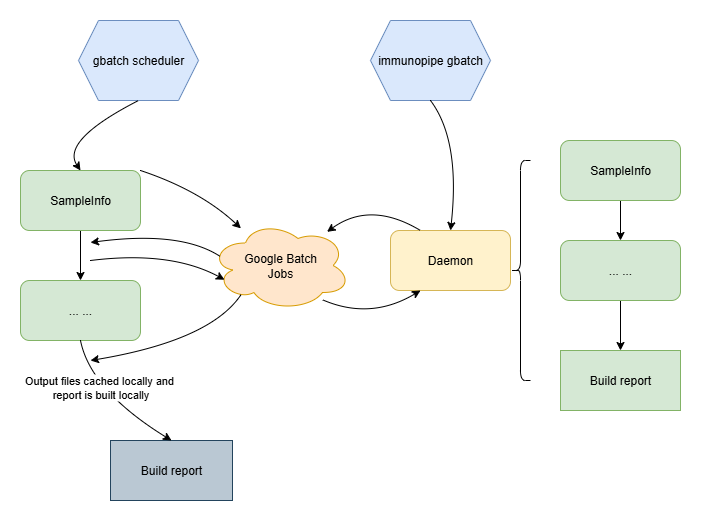 gbatch scheduler
immunopipe gbatch
SampleInfo
SampleInfo
Google Batch
Jobs
Daemon
... ...
... ...
Output files cached locally and
report is built locally
Build report
Build report